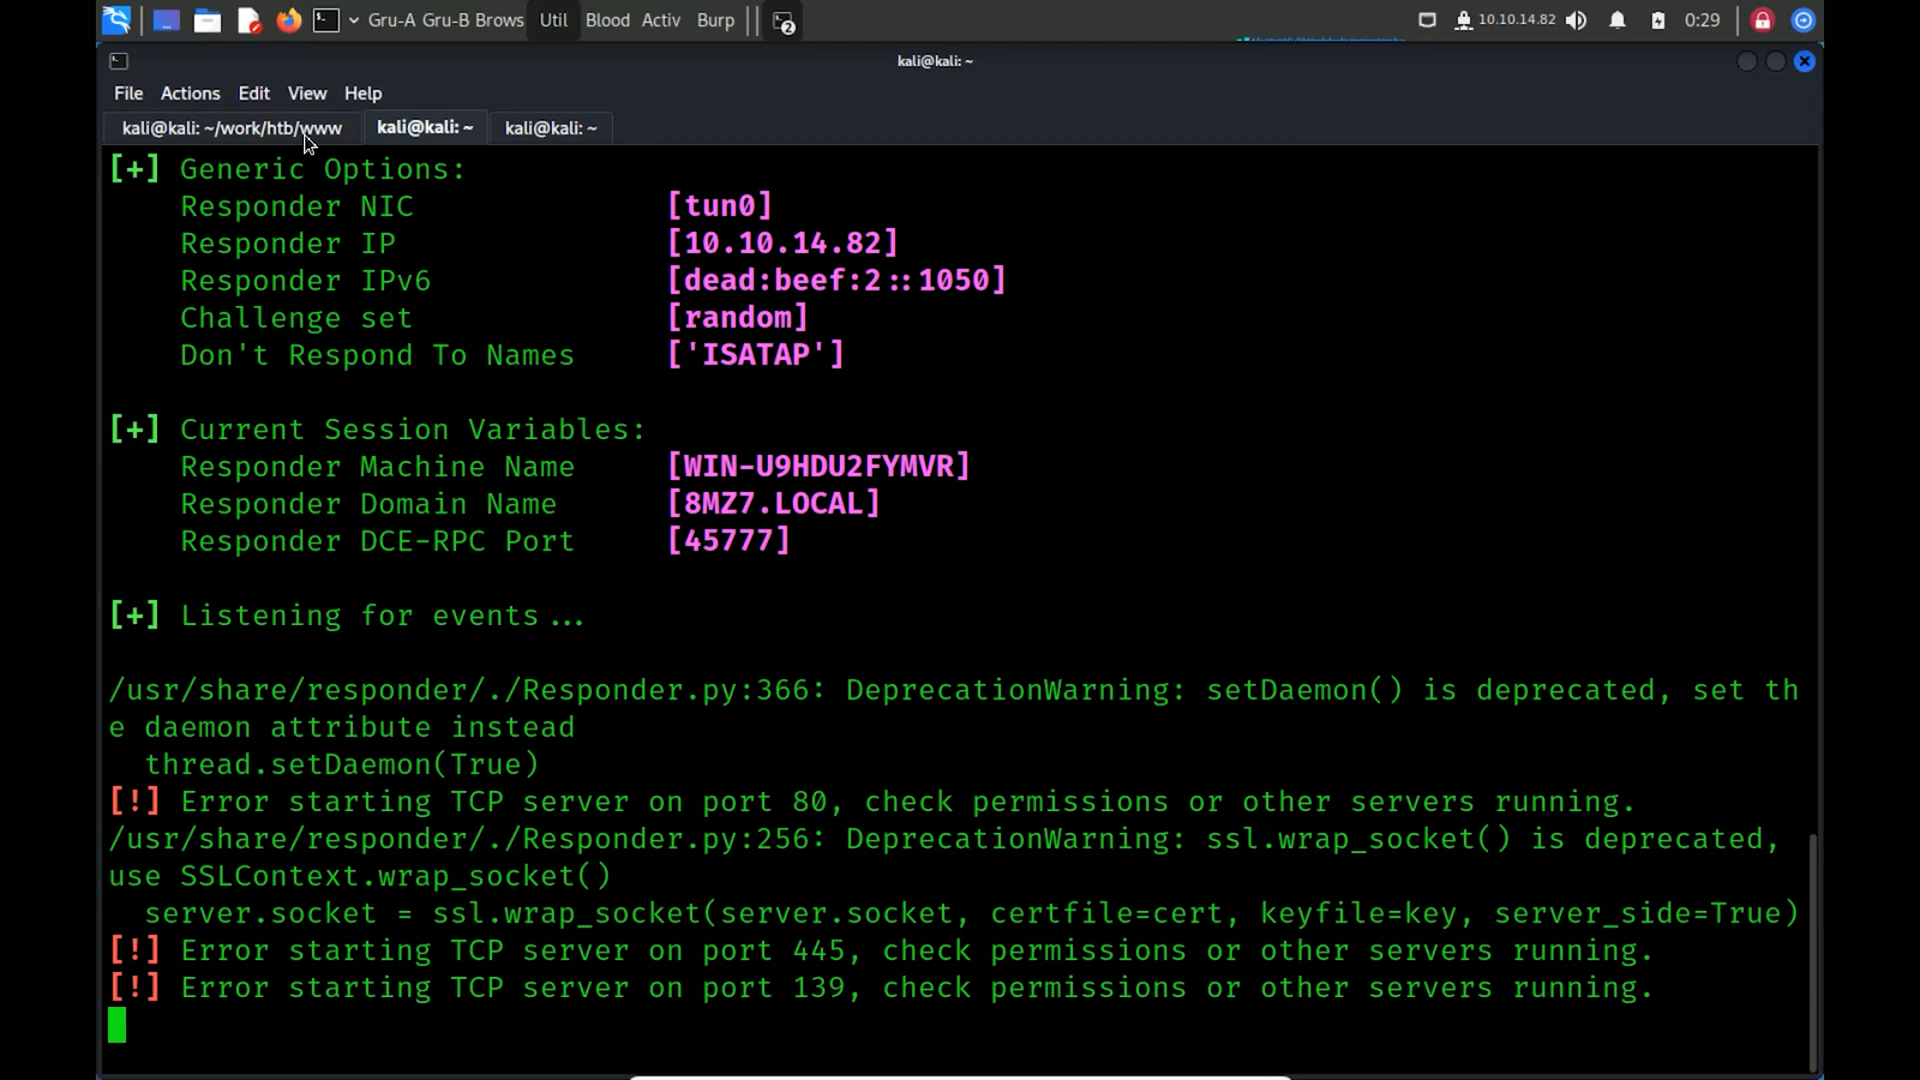 Gru-A Gru-B Brows Util Blood Activ Burp 2 10.10.14.82 0:29
kali@kali: ~
File Actions Edit View Help
kali@kali: ~/work/htb/www kali@kali: ~ kali@kali: ~
[+] Generic Options:
Responder NIC [tun0]
Responder IP [10.10.14.82]
Responder IPv6 [dead:beef:2::1050]
Challenge set [random]
Don't Respond To Names ['ISATAP']
[+] Current Session Variables:
Responder Machine Name [WIN-U9HDU2FYMVR]
Responder Domain Name [8MZ7.LOCAL]
Responder DCE-RPC Port [45777]
[+] Listening for events...
/usr/share/responder/./Responder.py:366: DeprecationWarning: setDaemon() is deprecated, set th
e daemon attribute instead
thread.setDaemon(True)
[!] Error starting TCP server on port 80, check permissions or other servers running.
/usr/share/responder/./Responder.py:256: DeprecationWarning: ssl.wrap_socket() is deprecated,
use SSLContext.wrap_socket()
server.socket = ssl.wrap_socket(server.socket, certfile=cert, keyfile=key, server_side=True)
[!] Error starting TCP server on port 445, check permissions or other servers running.
[!] Error starting TCP server on port 139, check permissions or other servers running.